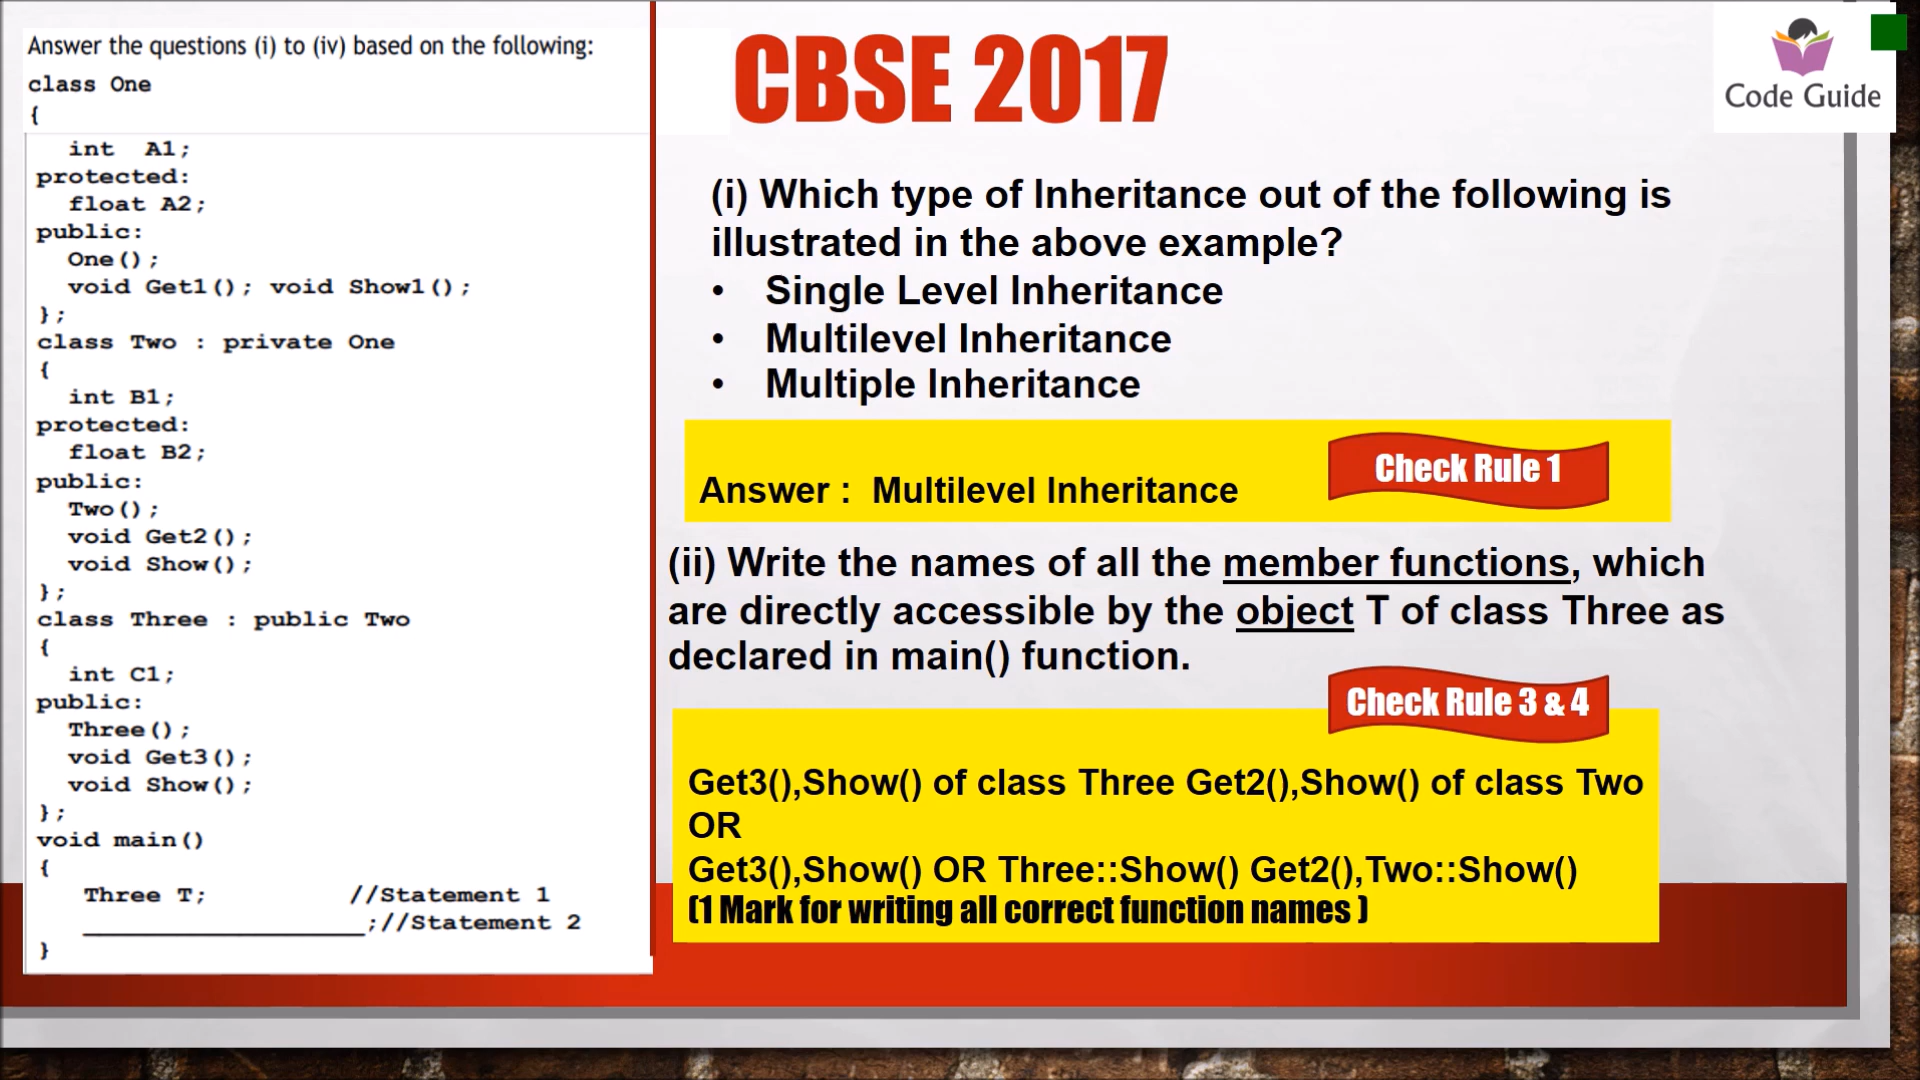 Answer the questions (i) to (iv) based on the following:
class One
{
int A1;
protected:
float A2;
public:
One();
void Get1(); void Show1();
};
class Two : private One
{
int B1;
protected:
float B2;
public:
Two();
void Get2();
void Show();
};
class Three : public Two
{
int C1;
public:
Three();
void Get3();
void Show();
};
void main()
{
Three T; //Statement 1
__________________;//Statement 2
}
CBSE 2017
Code Guide
(i) Which type of Inheritance out of the following is
illustrated in the above example?
• Single Level Inheritance
• Multilevel Inheritance
• Multiple Inheritance
Check Rule 1
Answer : Multilevel Inheritance
(ii) Write the names of all the member functions, which
are directly accessible by the object T of class Three as
declared in main() function.
Check Rule 3 & 4
Get3(),Show() of class Three Get2(),Show() of class Two
OR
Get3(),Show() OR Three::Show() Get2(),Two::Show()
(1 Mark for writing all correct function names )